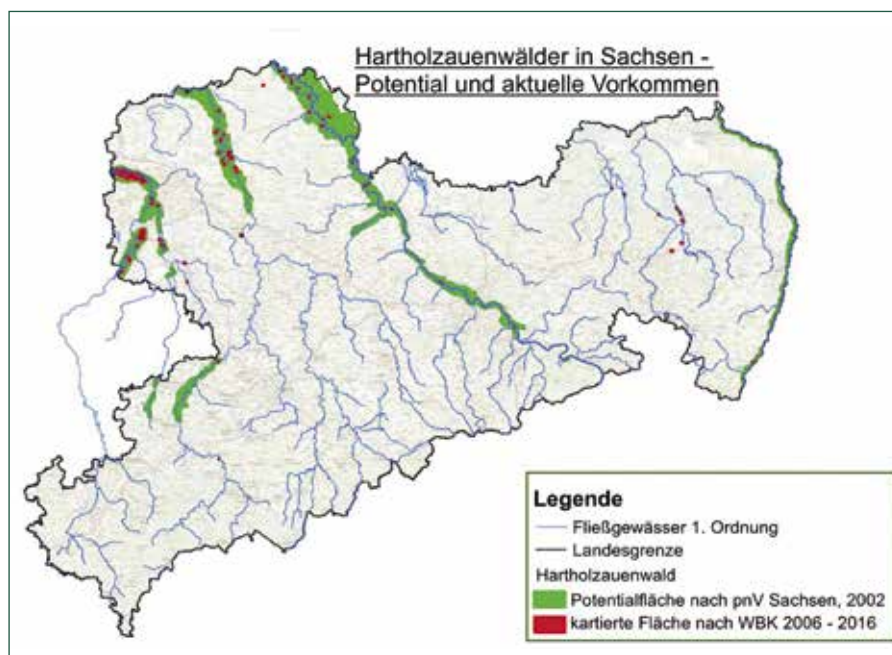 Hartholzauenwälder in Sachsen -
Potential und aktuelle Vorkommen
Legende
Fließgewässer 1. Ordnung
Landesgrenze
Hartholzauenwald
Potentialfläche nach pnV Sachsen, 2002
kartierte Fläche nach WBK 2006 - 2016